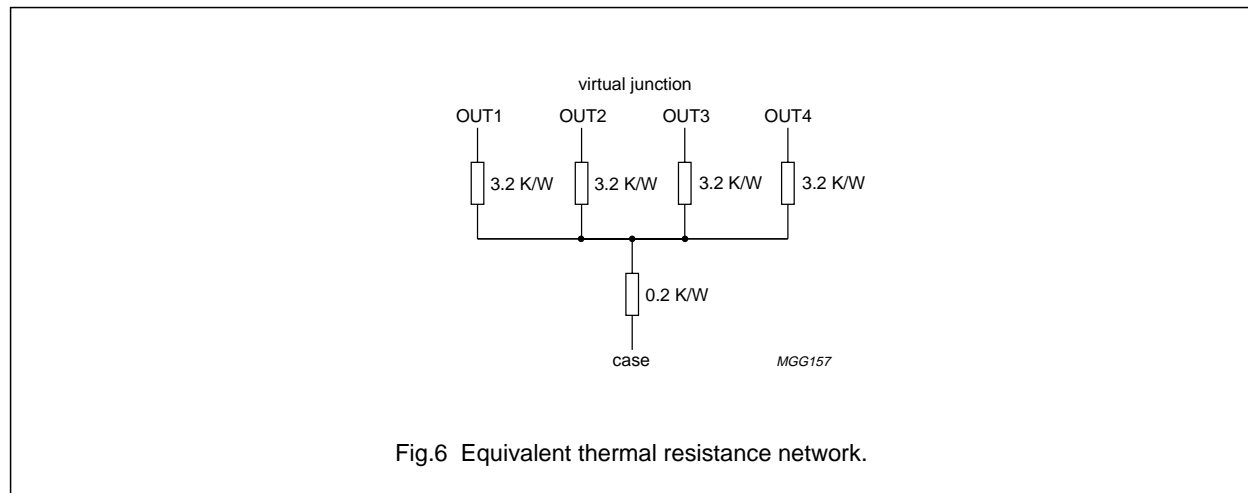 virtual junction
OUT1 OUT2 OUT3 OUT4
3.2 K/W 3.2 K/W 3.2 K/W 3.2 K/W
0.2 K/W
case MGG157
Fig.6 Equivalent thermal resistance network.